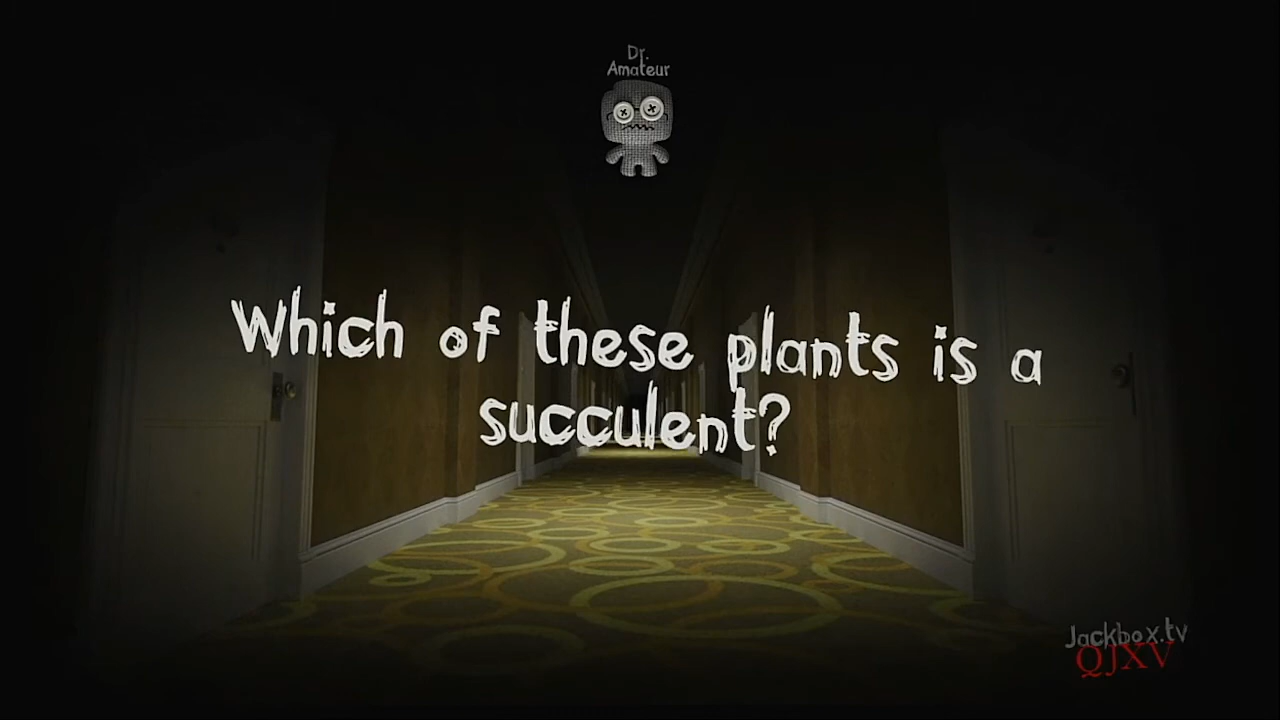 Dr.
Amateur
Which of these plants is a
succulent?
Jackbox.tv
QJXV